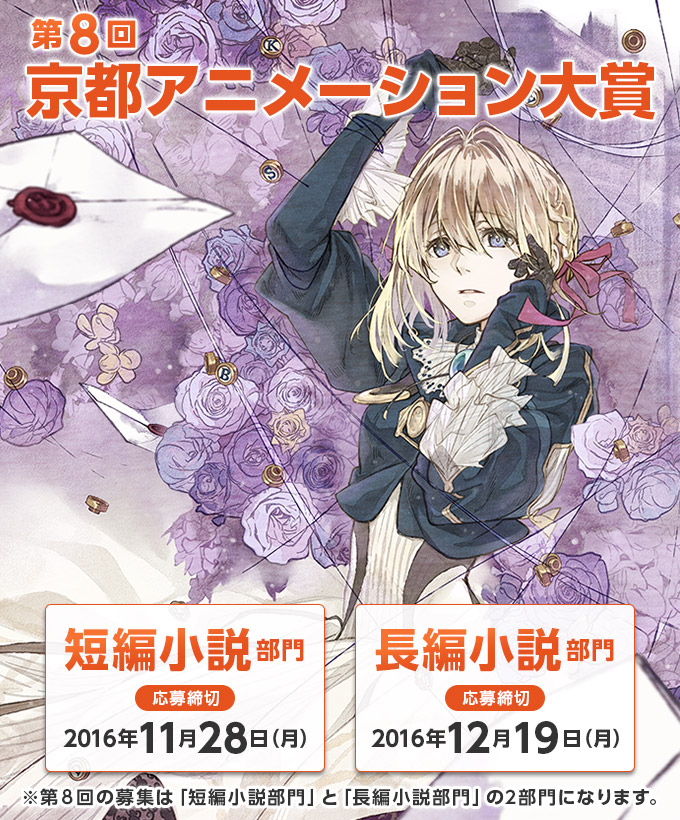 第8回
京都アニメーション大賞
K
S
B
短編小説部門
応募締切
2016年11月28日(月)
長編小説部門
応募締切
2016年12月19日(月)
※第8回の募集は「短編小説部門」と「長編小説部門」の2部門になります。